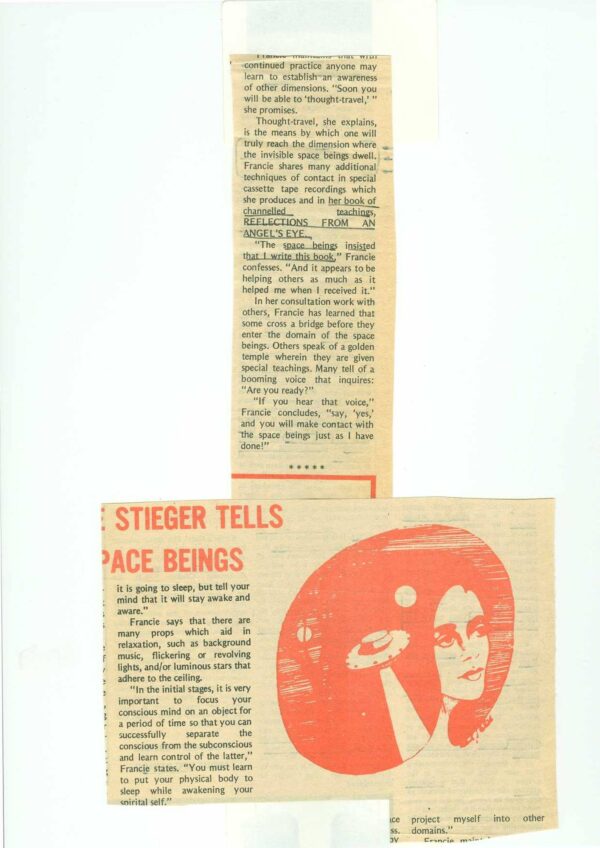 Francie maintains that with
continued practice anyone may
learn to establish an awareness
of other dimensions. “Soon you
will be able to ‘thought-travel,’ ”
she promises.
Thought-travel, she explains,
is the means by which one will
truly reach the dimension where
the invisible space beings dwell.
Francie shares many additional
techniques of contact in special
cassette tape recordings which
she produces and in her book of
channelled teachings,
REFLECTIONS FROM AN
ANGEL'S EYE.
“The space beings insisted
that I write this book,” Francie
confesses. “And it appears to be
helping others as much as it
helped me when I received it.”
In her consultation work with
others, Francie has learned that
some cross a bridge before they
enter the domain of the space
beings. Others speak of a golden
temple wherein they are given
special teachings. Many tell of a
booming voice that inquires:
“Are you ready?”
“If you hear that voice,”
Francie concludes, “say, ‘yes,’
and you will make contact with
the space beings just as I have
done!”
*****
E STIEGER TELLS
PACE BEINGS
it is going to sleep, but tell your
mind that it will stay awake and
aware.”
Francie says that there are
many props which aid in
relaxation, such as background
music, flickering or revolving
lights, and/or luminous stars that
adhere to the ceiling.
“In the initial stages, it is very
important to focus your
conscious mind on an object for
a period of time so that you can
successfully separate the
conscious from the subconscious
and learn control of the latter,”
Francie states. “You must learn
to put your physical body to
sleep while awakening your
spirital self.”
project myself into other
domains.”
Francie